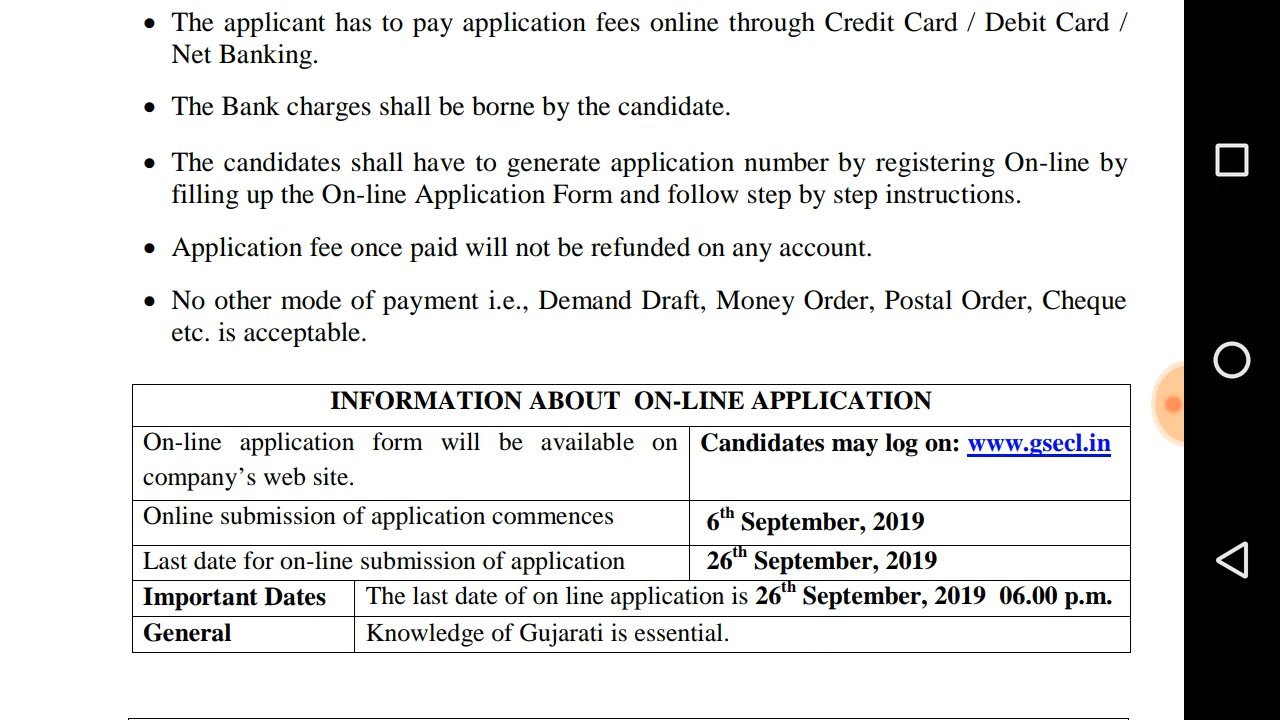 • The applicant has to pay application fees online through Credit Card / Debit Card /
Net Banking.
• The Bank charges shall be borne by the candidate.
• The candidates shall have to generate application number by registering On-line by
filling up the On-line Application Form and follow step by step instructions.
• Application fee once paid will not be refunded on any account.
• No other mode of payment i.e., Demand Draft, Money Order, Postal Order, Cheque
etc. is acceptable.
INFORMATION ABOUT ON-LINE APPLICATION
On-line application form will be available on
company’s web site.
Candidates may log on: www.gsecl.in
Online submission of application commences
6th September, 2019
Last date for on-line submission of application
26th September, 2019
Important Dates
The last date of on line application is 26th September, 2019 06.00 p.m.
General
Knowledge of Gujarati is essential.